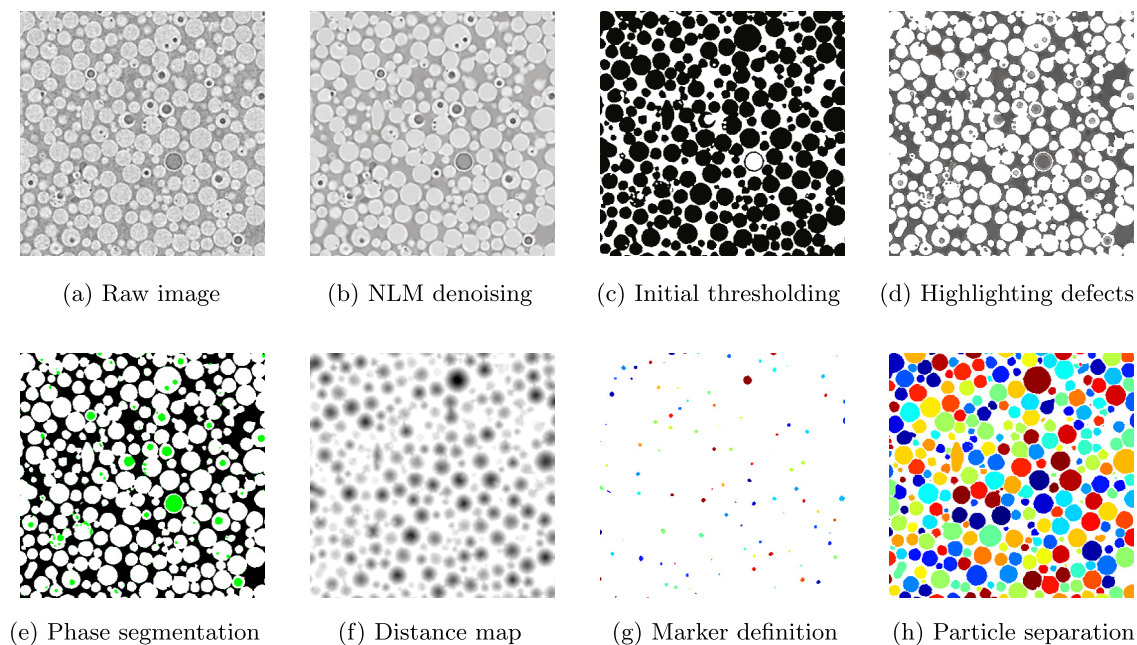 (a) Raw image
(b) NLM denoising
(c) Initial thresholding
(d) Highlighting defects
(e) Phase segmentation
(f) Distance map
(g) Marker definition
(h) Particle separation